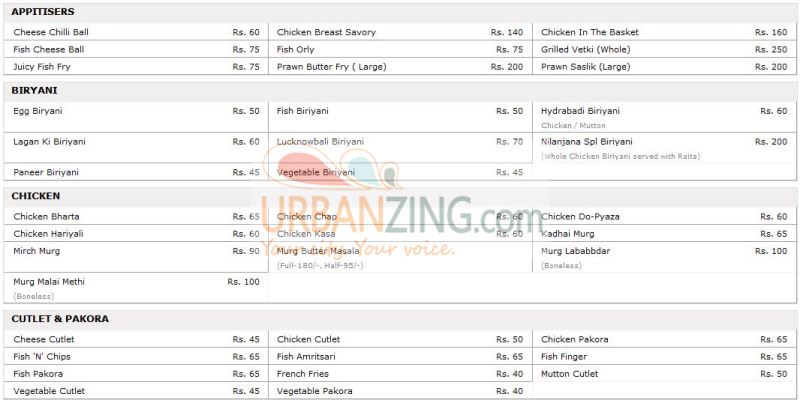 APPITISERS
Cheese Chilli Ball Rs. 60 Chicken Breast Savory Rs. 140 Chicken In The Basket Rs. 160
Fish Cheese Ball Rs. 75 Fish Orly Rs. 75 Grilled Vetki (Whole) Rs. 250
Juicy Fish Fry Rs. 75 Prawn Butter Fry ( Large) Rs. 200 Prawn Saslik (Large) Rs. 200
BIRYANI
Egg Biryani Rs. 50 Fish Biriyani Rs. 50 Hydrabadi Biriyani Rs. 60
Chicken / Mutton
Lagan Ki Biryani Rs. 60 Lucknowbali Biriyani Rs. 70 Nilanjana Spl Biriyani Rs. 200
(Whole Chicken Biriyani served with Raita)
Paneer Biriyani Rs. 45 Vegetable Biriyani Rs. 45
CHICKEN
URBANZING.com
Your city. Your voice.
Chicken Bharta Rs. 65 Chicken Chap Rs. 60 Chicken Do-Pyaza Rs. 60
Chicken Hariyali Rs. 60 Chicken Kasa Rs. 60 Kadhai Murg Rs. 65
Mirch Murg Rs. 90 Murg Butter Masala Murg Lababbdar Rs. 100
(Full-180/-, Half-95/-) (Boneless)
Murg Malai Methi Rs. 100
(Boneless)
CUTLET & PAKORA
Cheese Cutlet Rs. 45 Chicken Cutlet Rs. 50 Chicken Pakora Rs. 65
Fish 'N' Chips Rs. 65 Fish Amritsari Rs. 65 Fish Finger Rs. 65
Fish Pakora Rs. 65 French Fries Rs. 40 Mutton Cutlet Rs. 50
Vegetable Cutlet Rs. 45 Vegetable Pakora Rs. 40